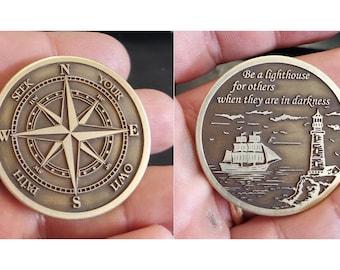 N
SEEK YOUR
W E
PATH OWN
S
Be a lighthouse
for others
when they are in darkness